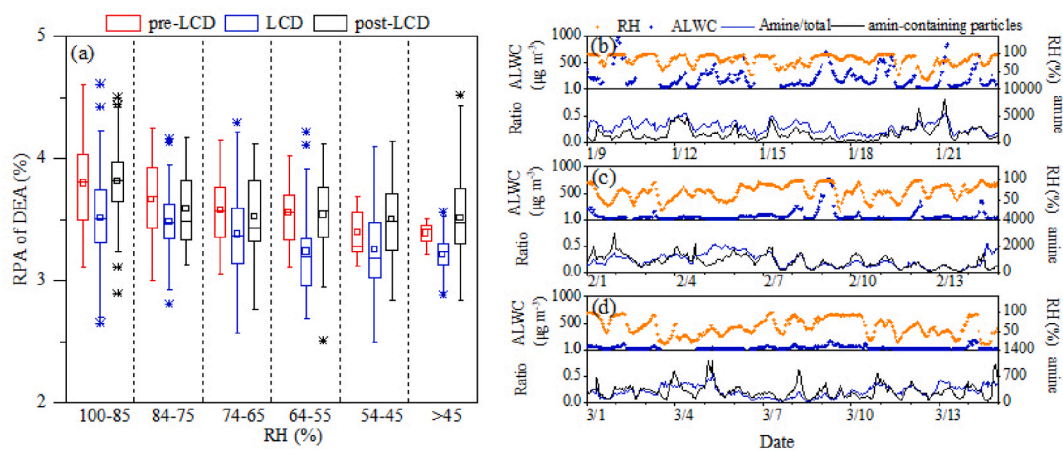 pre-LCD LCD post-LCD
(a)
5
4
3
2
RPA of DEA (%)
100-85 84-75 74-65 64-55 54-45 >45
RH (%)
RH ALWC Amine/total amin-containing particles
(b)
ALWC
(μg m⁻³)
1000
500
1.0
100
50
RH (%)
Ratio
0.5
0.0
10000
5000
0
amine
1/9 1/12 1/15 1/18 1/21
(c)
ALWC
(μg m⁻³)
1000
500
1.0
100
50
RH (%)
Ratio
0.5
0.0
4000
2000
0
amine
2/1 2/4 2/7 2/10 2/13
(d)
ALWC
(μg m⁻³)
1000
500
1.0
100
50
RH (%)
Ratio
0.5
0.0
1400
700
0
amine
3/1 3/4 3/7 3/10 3/13
Date